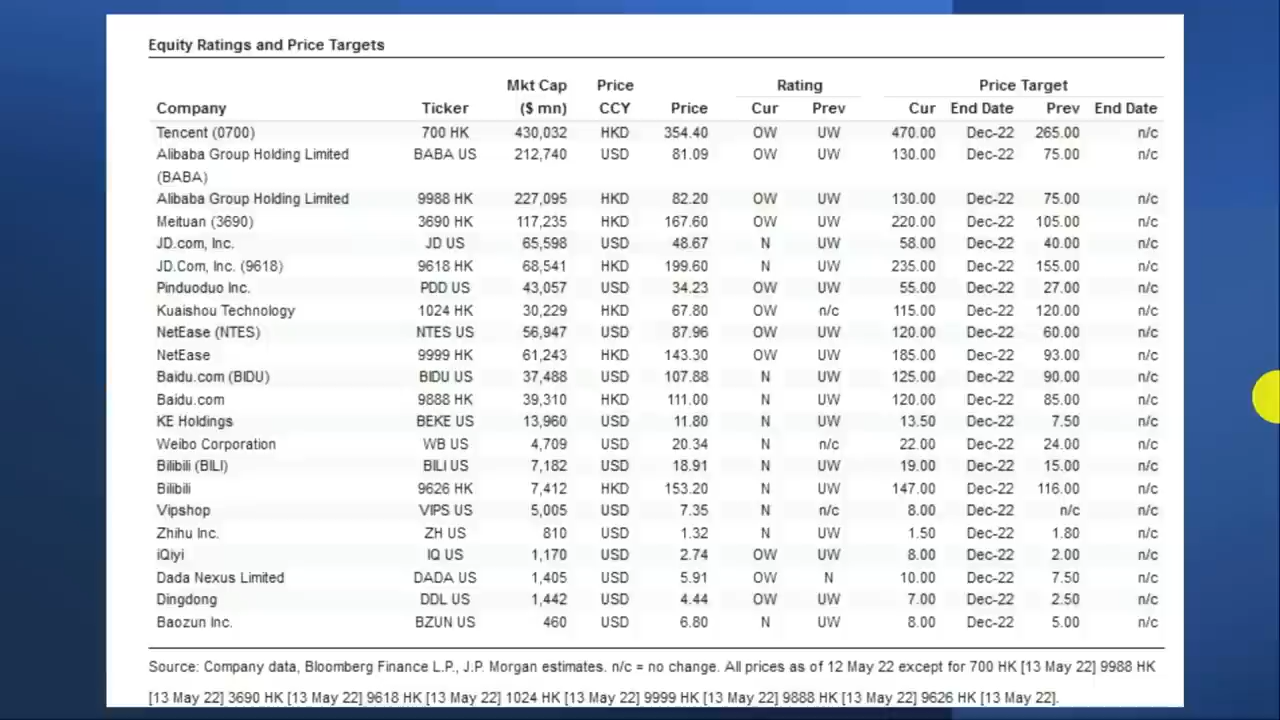 Equity Ratings and Price Targets
Mkt Cap Price Rating Price Target
Company Ticker ($ mn) CCY Price Cur Prev Cur End Date Prev End Date
Tencent (0700) 700 HK 430,032 HKD 354.40 OW UW 470.00 Dec-22 265.00 n/c
Alibaba Group Holding Limited BABA US 212,740 USD 81.09 OW UW 130.00 Dec-22 75.00 n/c
(BABA)
Alibaba Group Holding Limited 9988 HK 227,095 HKD 82.20 OW UW 130.00 Dec-22 75.00 n/c
Meituan (3690) 3690 HK 117,235 HKD 167.60 OW UW 220.00 Dec-22 105.00 n/c
JD.com, Inc. JD US 65,598 USD 48.67 N UW 58.00 Dec-22 40.00 n/c
JD.Com, Inc. (9618) 9618 HK 68,541 HKD 199.60 N UW 235.00 Dec-22 155.00 n/c
Pinduoduo Inc. PDD US 43,057 USD 34.23 OW UW 55.00 Dec-22 27.00 n/c
Kuaishou Technology 1024 HK 30,229 HKD 67.80 OW n/c 115.00 Dec-22 120.00 n/c
NetEase (NTES) NTES US 56,947 USD 87.96 OW UW 120.00 Dec-22 60.00 n/c
NetEase 9999 HK 61,243 HKD 143.30 OW UW 185.00 Dec-22 93.00 n/c
Baidu.com (BIDU) BIDU US 37,488 USD 107.88 N UW 125.00 Dec-22 90.00 n/c
Baidu.com 9888 HK 39,310 HKD 111.00 N UW 120.00 Dec-22 85.00 n/c
KE Holdings BEKE US 13,960 USD 11.80 N UW 13.50 Dec-22 7.50 n/c
Weibo Corporation WB US 4,709 USD 20.34 N n/c 22.00 Dec-22 24.00 n/c
Bilibili (BILI) BILI US 7,182 USD 18.91 N UW 19.00 Dec-22 15.00 n/c
Bilibili 9626 HK 7,412 HKD 153.20 N UW 147.00 Dec-22 116.00 n/c
Vipshop VIPS US 5,005 USD 7.35 N n/c 8.00 Dec-22 n/c n/c
Zhihu Inc. ZH US 810 USD 1.32 N UW 1.50 Dec-22 1.80 n/c
iQiyi IQ US 1,170 USD 2.74 OW UW 8.00 Dec-22 2.00 n/c
Dada Nexus Limited DADA US 1,405 USD 5.91 OW N 10.00 Dec-22 7.50 n/c
Dingdong DDL US 1,442 USD 4.44 OW UW 7.00 Dec-22 2.50 n/c
Baozun Inc. BZUN US 460 USD 6.80 N UW 8.00 Dec-22 5.00 n/c
Source: Company data, Bloomberg Finance L.P., J.P. Morgan estimates. n/c = no change. All prices as of 12 May 22 except for 700 HK [13 May 22] 9988 HK
[13 May 22] 3690 HK [13 May 22] 9618 HK [13 May 22] 1024 HK [13 May 22] 9999 HK [13 May 22] 9888 HK [13 May 22] 9626 HK [13 May 22].